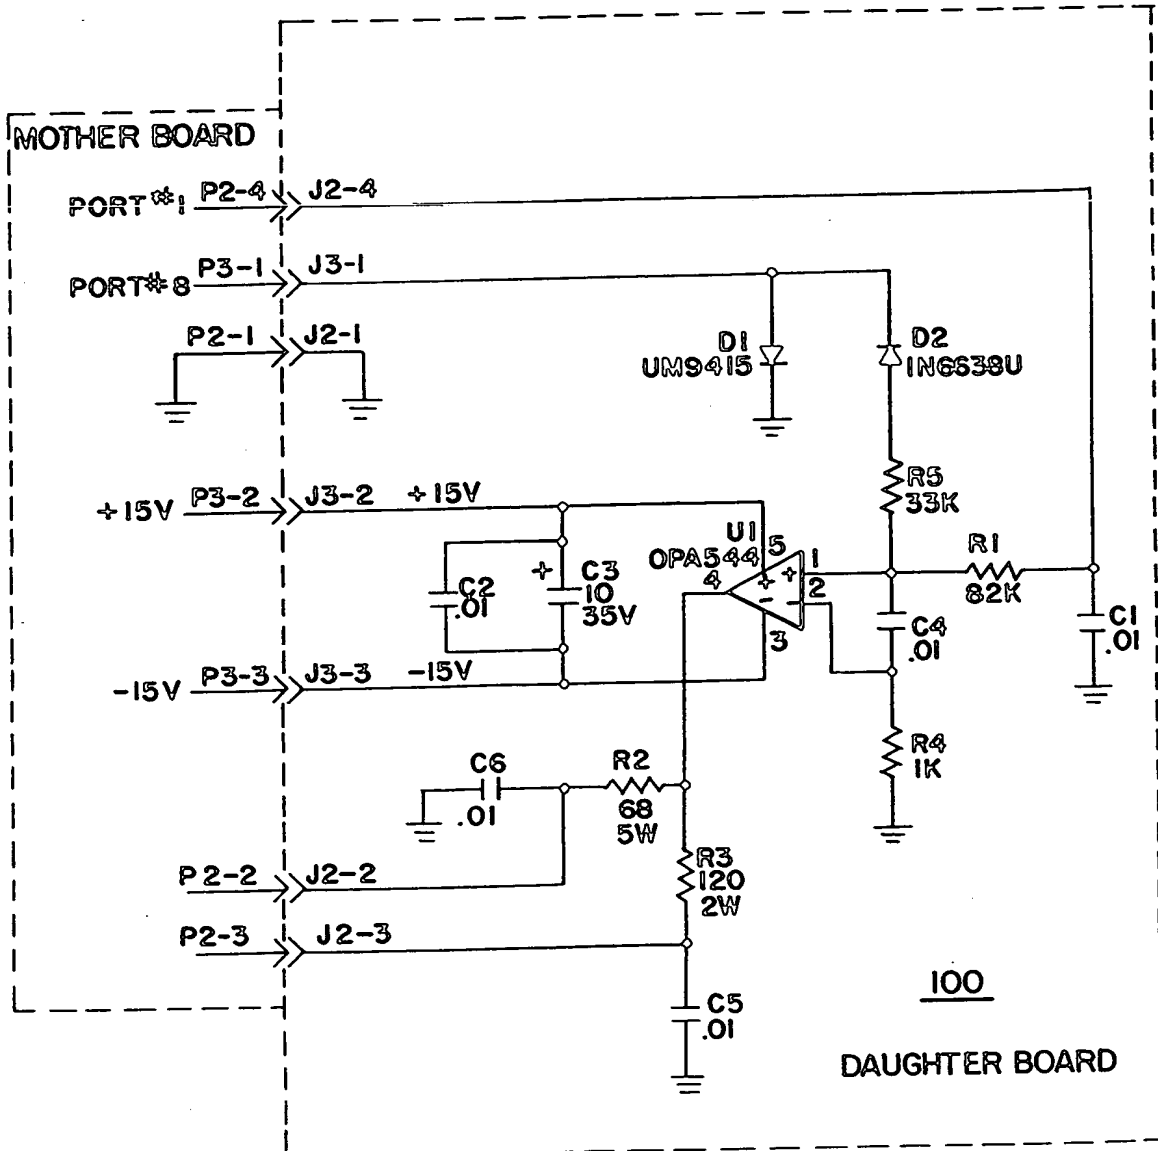 MOTHER BOARD
PORT #1 P2-4 J2-4
PORT#8 P3-1 J3-1
P2-1 J2-1
D1
UM9415
D2
1N6638U
R5
33K
+15V P3-2 J3-2 +15V
U1
OPA544
5
4
1
2
3
+
+
-
-
R1
82K
C2
.01
+
C3
10
35V
C4
.01
C1
.01
-15V P3-3 J3-3 -15V
R4
1K
C6
.01
R2
68
5W
R3
120
2W
P2-2 J2-2
P2-3 J2-3
C5
.01
100
DAUGHTER BOARD